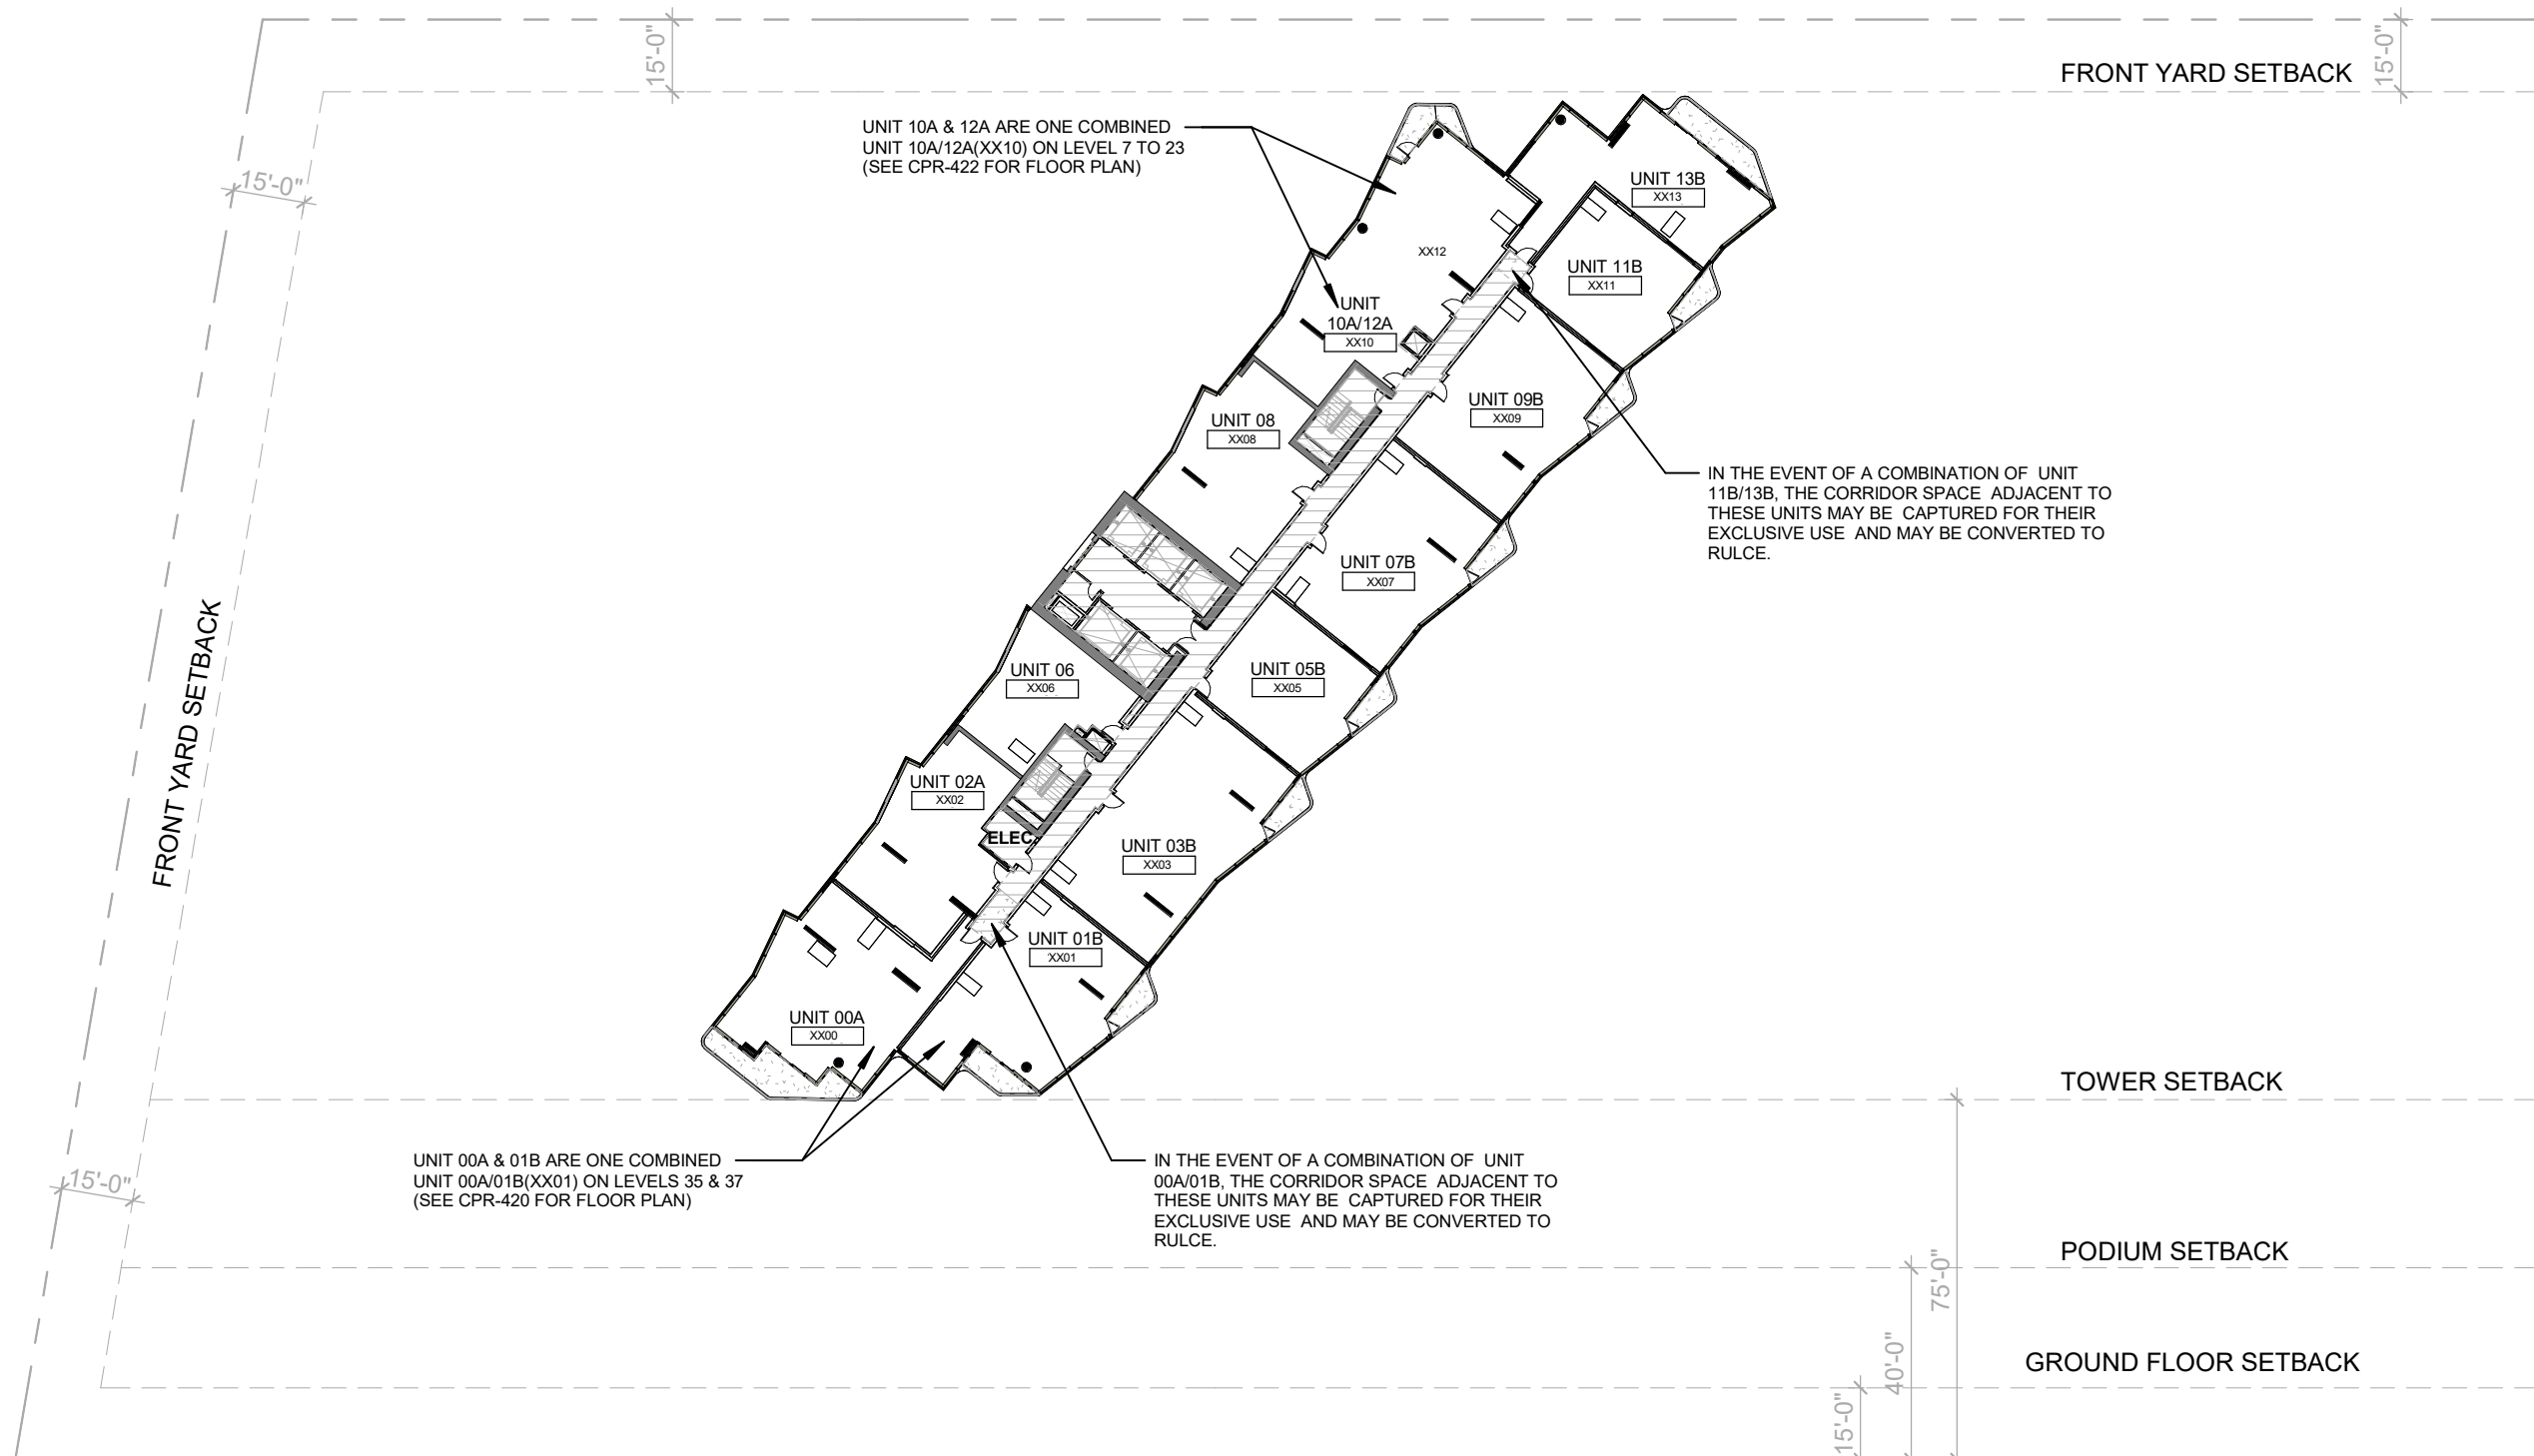 15'-0"
15'-0"
FRONT YARD SETBACK
UNIT 10A & 12A ARE ONE COMBINED
UNIT 10A/12A(XX10) ON LEVEL 7 TO 23
(SEE CPR-422 FOR FLOOR PLAN)
15'-0"
UNIT 13B
XX13
XX12
UNIT 11B
XX11
UNIT
10A/12A
XX10
UNIT 09B
XX09
UNIT 08
XX08
IN THE EVENT OF A COMBINATION OF UNIT
11B/13B, THE CORRIDOR SPACE ADJACENT TO
THESE UNITS MAY BE CAPTURED FOR THEIR
EXCLUSIVE USE AND MAY BE CONVERTED TO
RULCE.
UNIT 07B
XX07
FRONT YARD SETBACK
UNIT 06
XX06
UNIT 05B
XX05
UNIT 02A
XX02
ELEC
UNIT 03B
XX03
UNIT 01B
XX01
UNIT 00A
XX00
TOWER SETBACK
UNIT 00A & 01B ARE ONE COMBINED
UNIT 00A/01B(XX01) ON LEVELS 35 & 37
(SEE CPR-420 FOR FLOOR PLAN)
IN THE EVENT OF A COMBINATION OF UNIT
00A/01B, THE CORRIDOR SPACE ADJACENT TO
THESE UNITS MAY BE CAPTURED FOR THEIR
EXCLUSIVE USE AND MAY BE CONVERTED TO
RULCE.
15'-0"
PODIUM SETBACK
75'-0"
GROUND FLOOR SETBACK
40'-0"
15'-0"